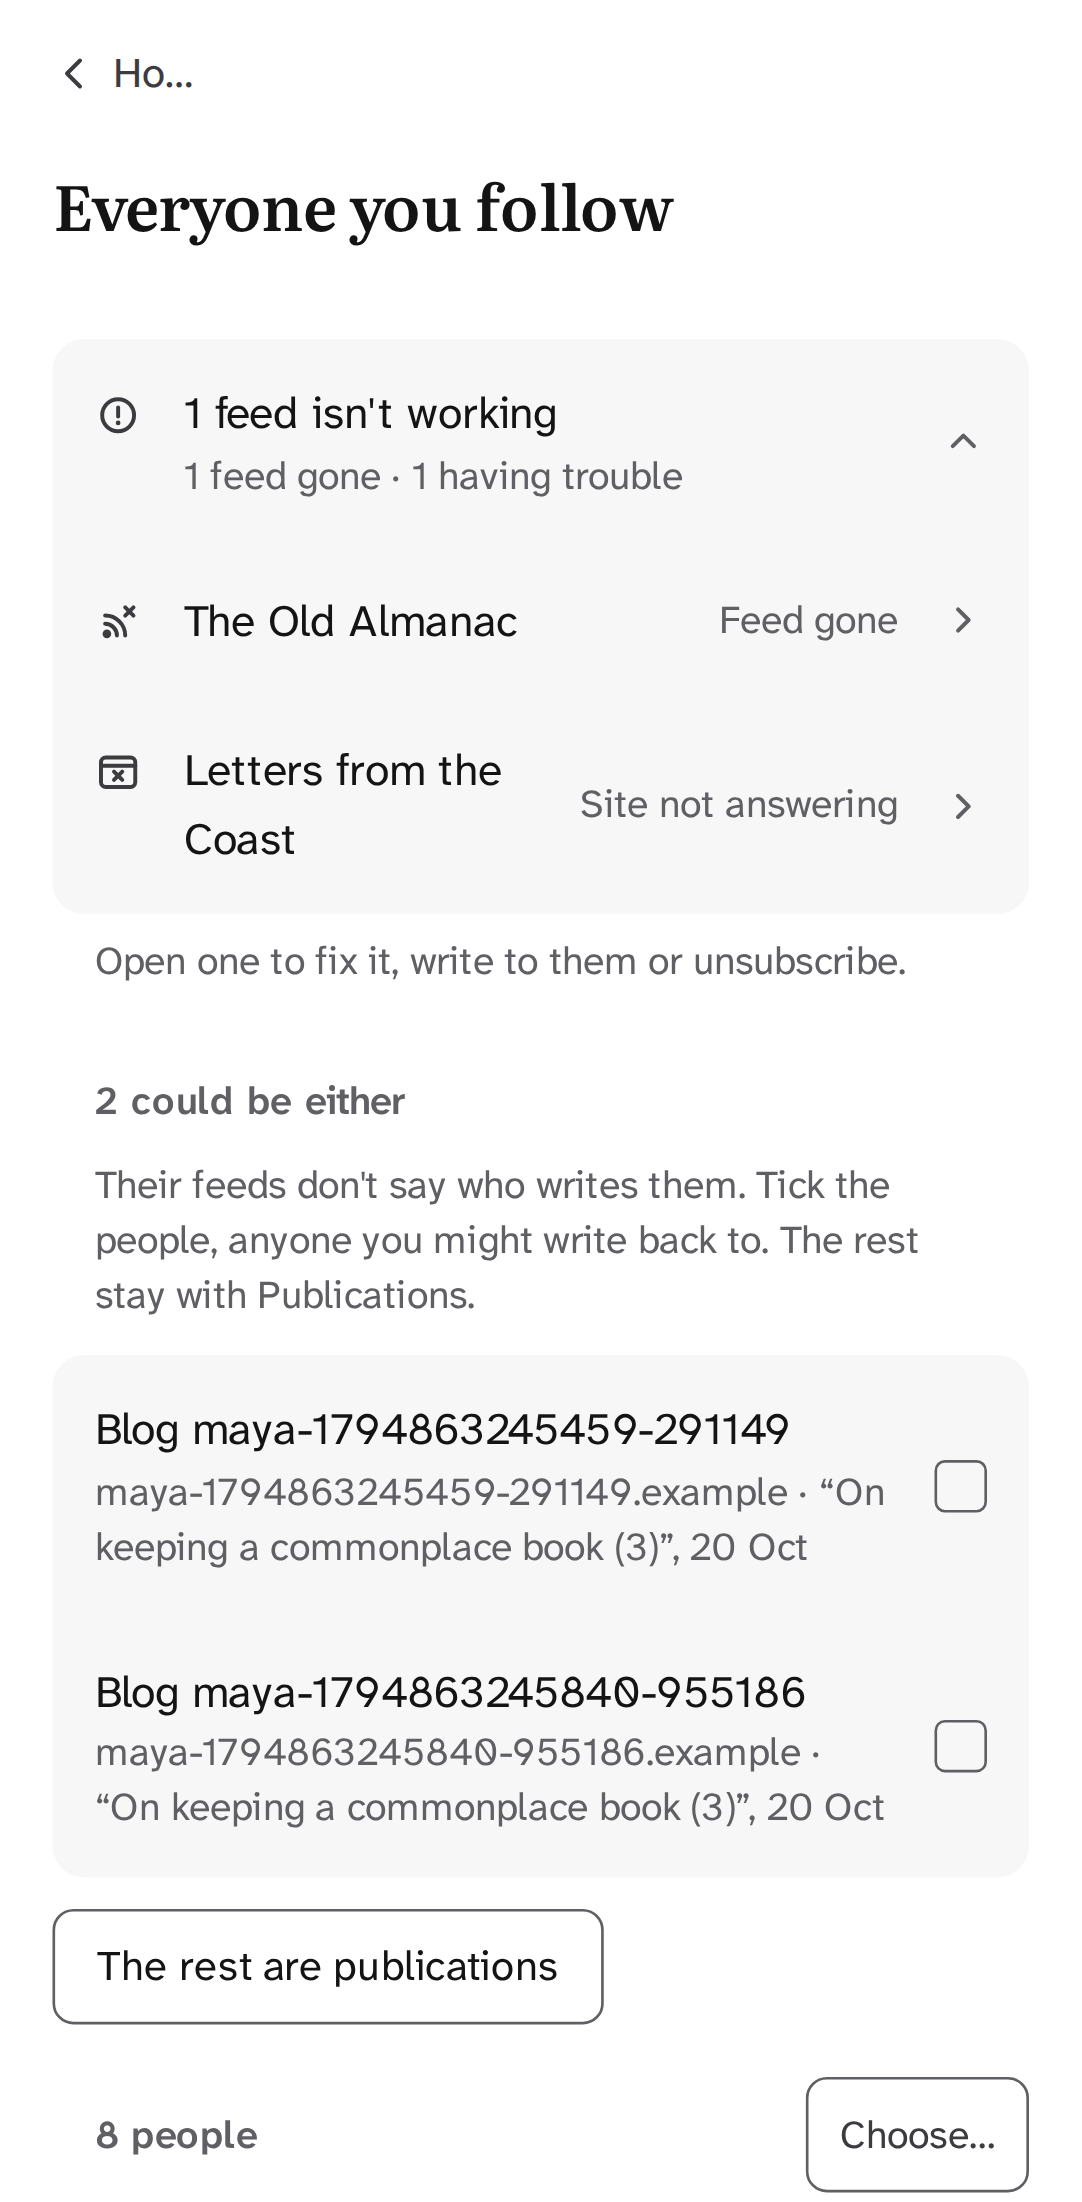 Ho...
Everyone you follow
1 feed isn't working
1 feed gone · 1 having trouble
The Old Almanac
Feed gone
Letters from the
Coast
Site not answering
Open one to fix it, write to them or unsubscribe.
2 could be either
Their feeds don't say who writes them. Tick the
people, anyone you might write back to. The rest
stay with Publications.
Blog maya-1794863245459-291149
maya-1794863245459-291149.example · “On
keeping a commonplace book (3)”, 20 Oct
Blog maya-1794863245840-955186
maya-1794863245840-955186.example ·
“On keeping a commonplace book (3)”, 20 Oct
The rest are publications
8 people
Choose...